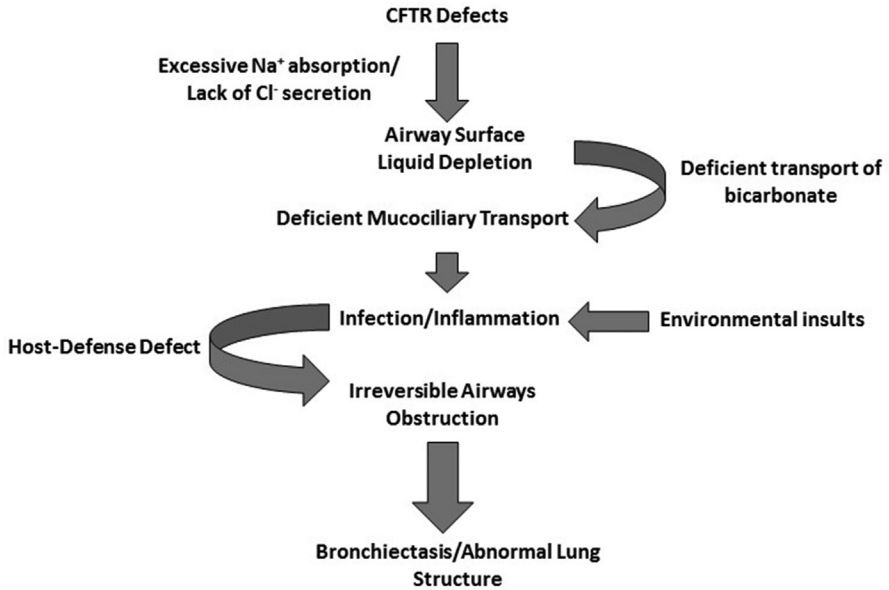 CFTR Defects
Excessive Na⁺ absorption/
Lack of Cl⁻ secretion
Airway Surface
Liquid Depletion
Deficient transport of
bicarbonate
Deficient Mucociliary Transport
Infection/Inflammation
Environmental insults
Host-Defense Defect
Irreversible Airways
Obstruction
Bronchiectasis/Abnormal Lung
Structure